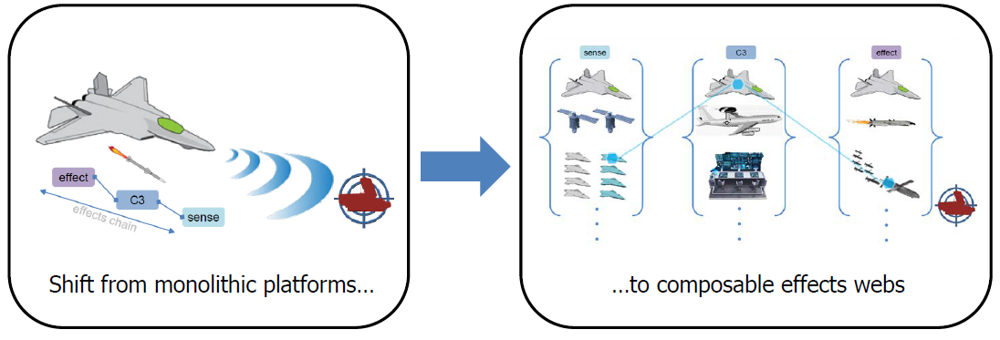 effect
C3
sense
effects chain
Shift from monolithic platforms...
sense
C3
effect
...to composable effects webs